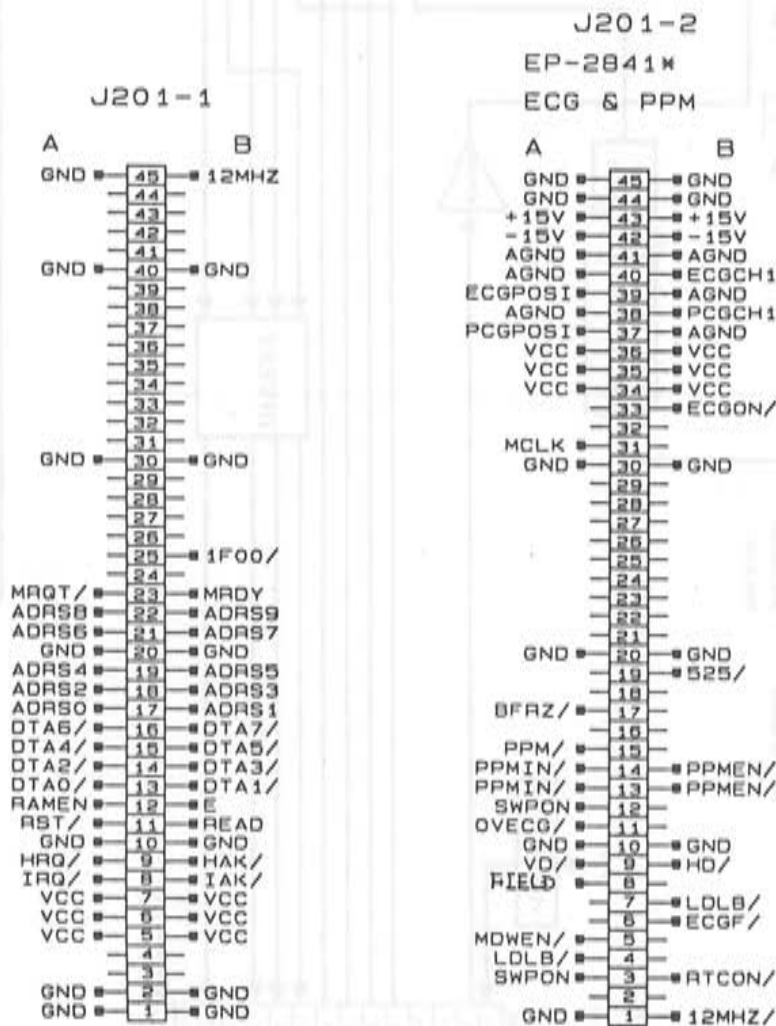 J201-1
A B
GND 45 12MHZ
44
43
42
41
GND 40 GND
39
38
37
36
35
34
33
32
31
GND 30 GND
29
28
27
26
25 1F00/
24
MRQT/ 23 MRDY
ADRS8 22 ADRS9
ADRS6 21 ADRS7
GND 20 GND
ADRS4 19 ADRS5
ADRS2 18 ADRS3
ADRS0 17 ADRS1
DTA6/ 16 DTA7/
DTA4/ 15 DTA5/
DTA2/ 14 DTA3/
DTA0/ 13 DTA1/
RAMEN 12 E
RST/ 11 READ
GND 10 GND
HRQ/ 9 HAK/
IRQ/ 8 IAK/
VCC 7 VCC
VCC 6 VCC
VCC 5 VCC
4
3
GND 2 GND
GND 1 GND
J201-2
EP-2841*
ECG & PPM
A B
GND 45 GND
GND 44 GND
+15V 43 +15V
-15V 42 -15V
AGND 41 AGND
AGND 40 ECGCH1
ECGPOSI 39 AGND
AGND 38 PCGCH1
PCGPOSI 37 AGND
VCC 36 VCC
VCC 35 VCC
VCC 34 VCC
33 ECGON/
32
MCLK 31
GND 30 GND
29
28
27
26
25
24
23
22
21
GND 20 GND
19 525/
18
BFRZ/ 17
16
PPM/ 15
PPMIN/ 14 PPMEN/
PPMIN/ 13 PPMEN/
SWPON 12
OVECG/ 11
GND 10 GND
VD/ 9 HD/
FIELD 8
7 LDLB/
6 ECGF/
MDWEN/ 5
LDLB/ 4
SWPON 3 RTCON/
2
GND 1 12MHZ/